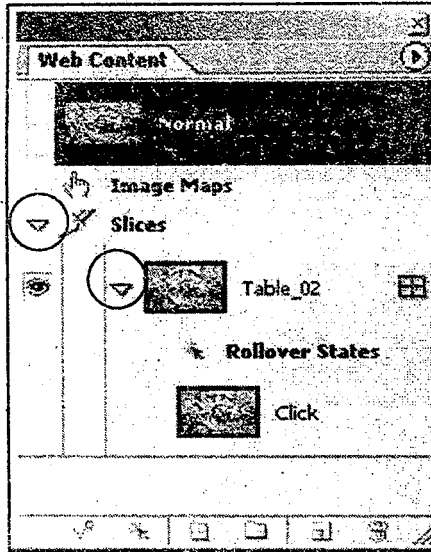 Web Content
Normal
Image Maps
Slices
Table_02
Rollover States
Click